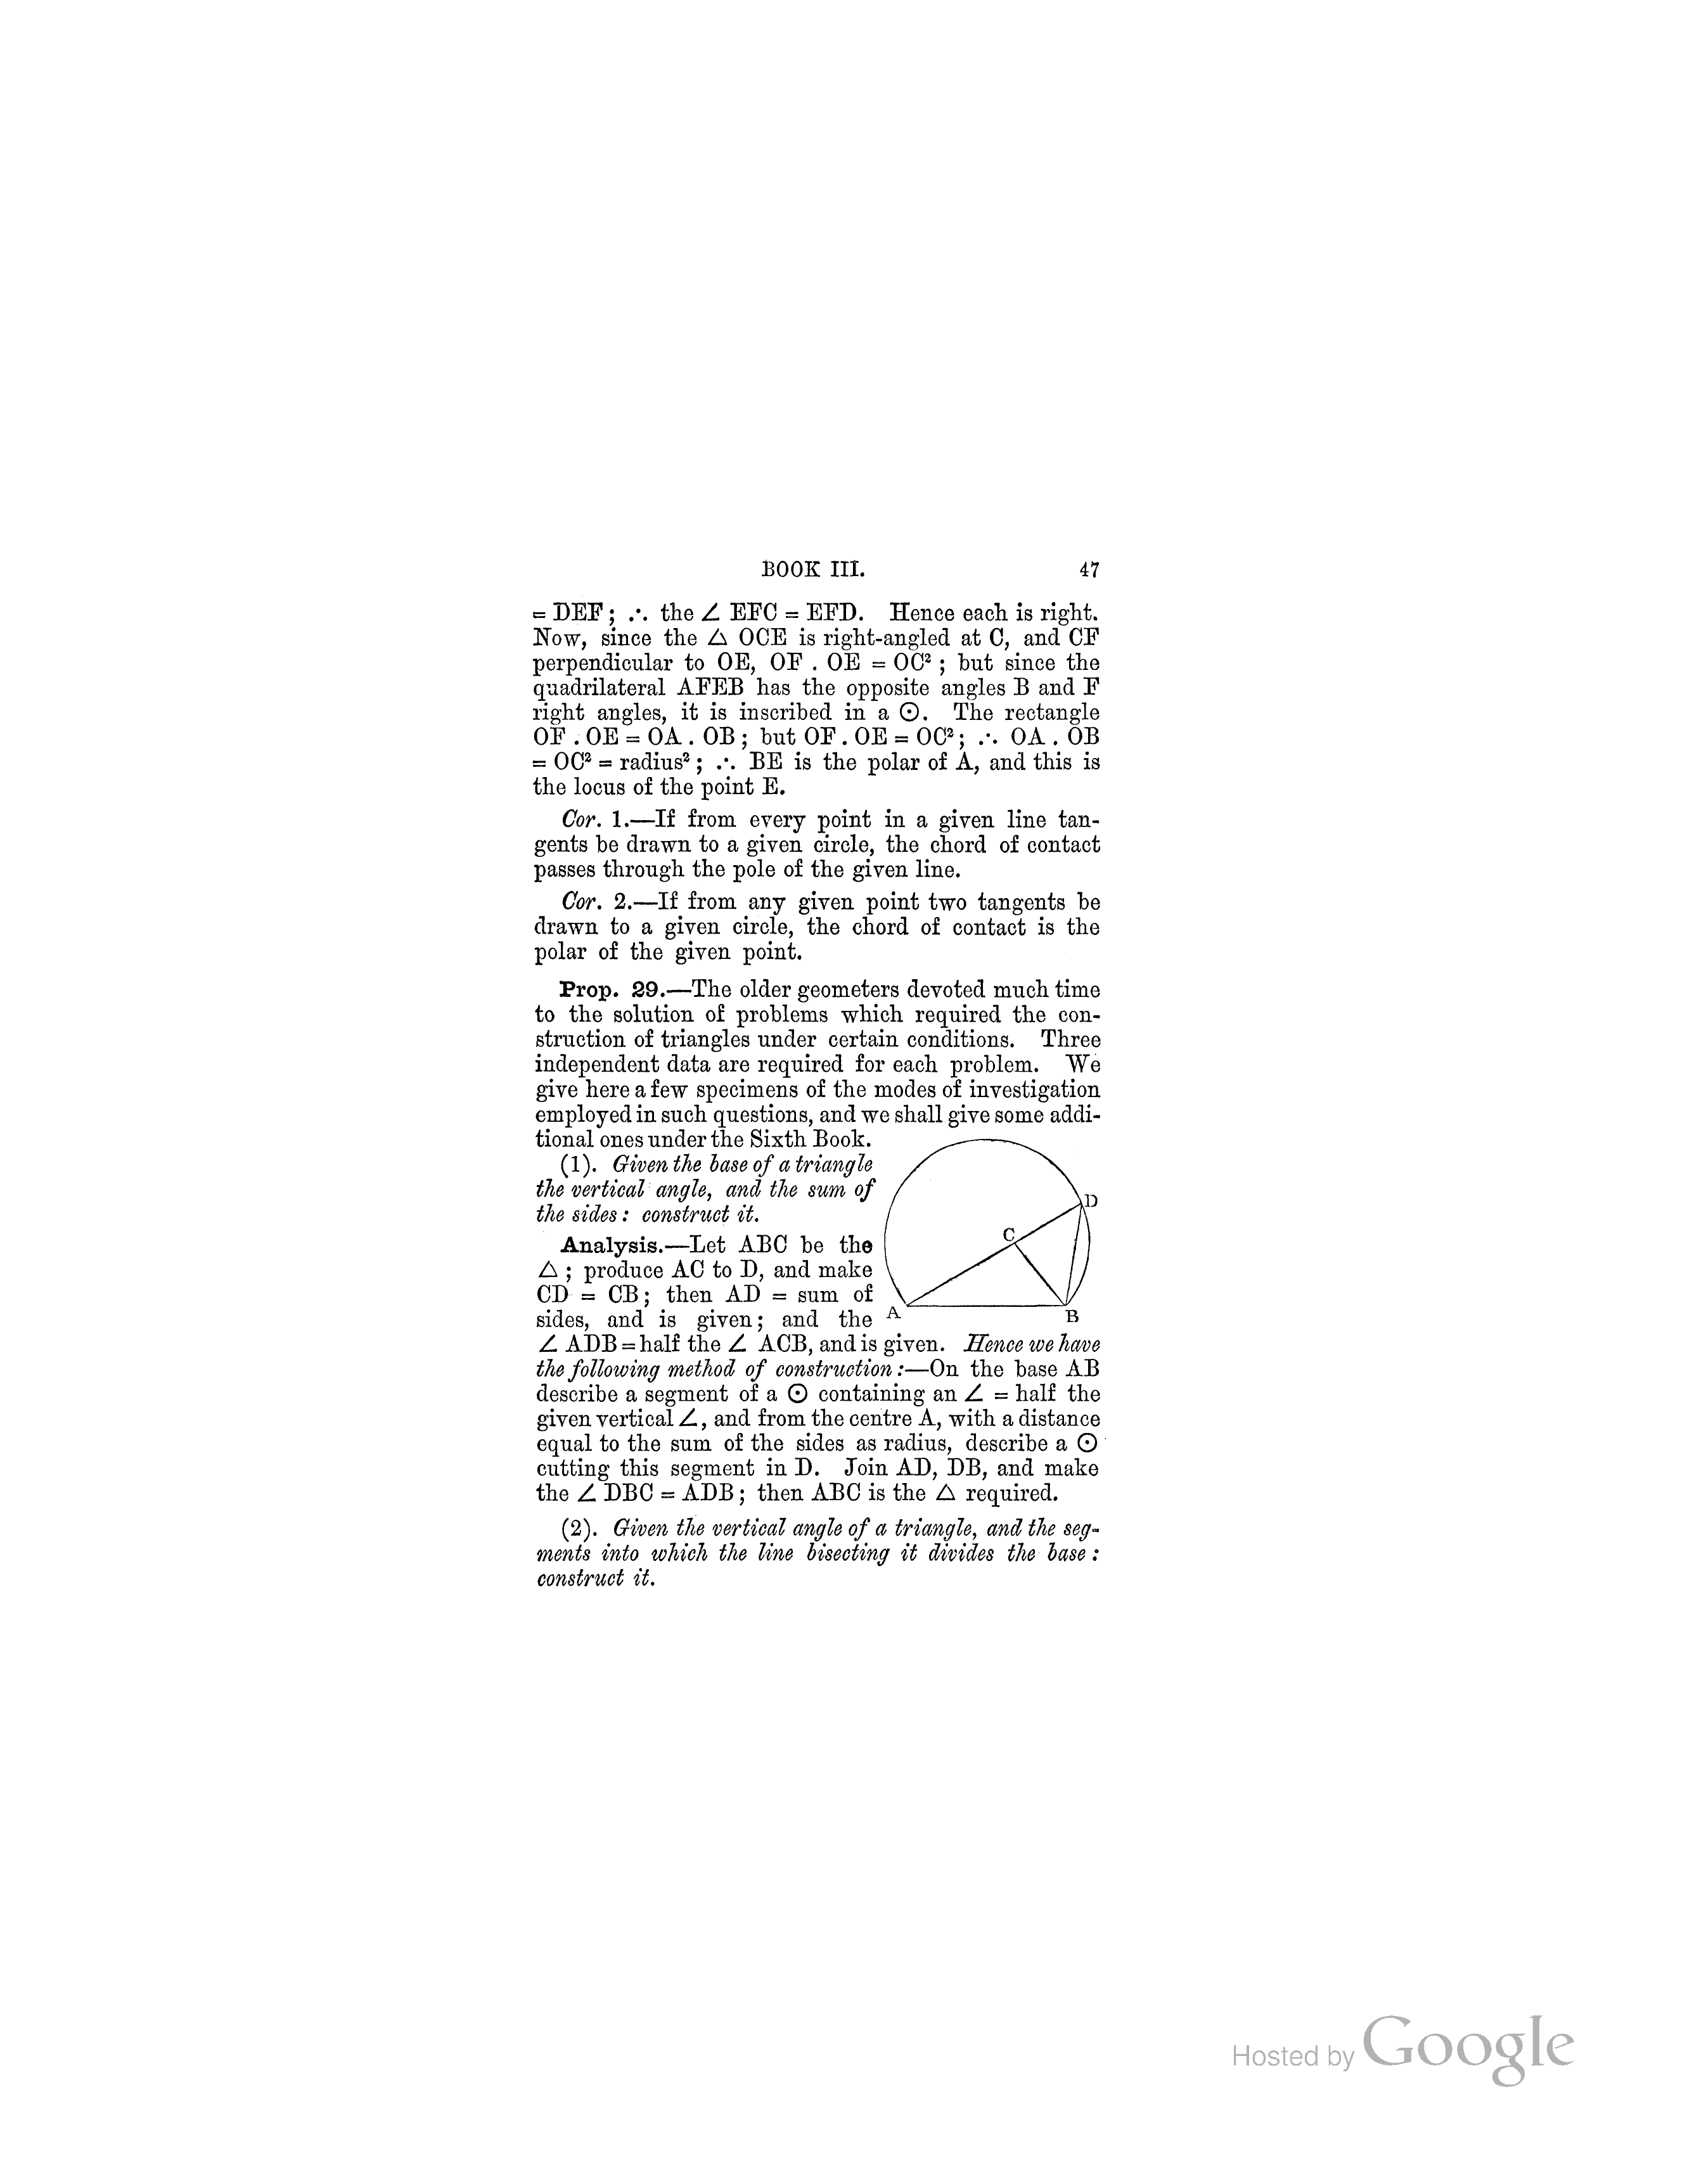 BOOK III. 47
= DEF; ∴ the ∠ EFC = EFD. Hence each is right.
Now, since the △ OCE is right-angled at C, and CF
perpendicular to OE, OF . OE = OC²; but since the
quadrilateral AFEB has the opposite angles B and F
right angles, it is inscribed in a ⊙. The rectangle
OF . OE = OA . OB; but OF . OE = OC²; ∴ OA . OB
= OC² = radius²; ∴ BE is the polar of A, and this is
the locus of the point E.
Cor. 1.—If from every point in a given line tan-
gents be drawn to a given circle, the chord of contact
passes through the pole of the given line.
Cor. 2.—If from any given point two tangents be
drawn to a given circle, the chord of contact is the
polar of the given point.
Prop. 29.—The older geometers devoted much time
to the solution of problems which required the con-
struction of triangles under certain conditions. Three
independent data are required for each problem. We
give here a few specimens of the modes of investigation
employed in such questions, and we shall give some addi-
tional ones under the Sixth Book.
(1). Given the base of a triangle
the vertical angle, and the sum of
the sides: construct it.
Analysis.—Let ABC be the
△; produce AC to D, and make
CD = CB; then AD = sum of
sides, and is given; and the
∠ ADB = half the ∠ ACB, and is given. Hence we have
the following method of construction:—On the base AB
describe a segment of a ⊙ containing an ∠ = half the
given vertical ∠, and from the centre A, with a distance
equal to the sum of the sides as radius, describe a ⊙
cutting this segment in D. Join AD, DB, and make
the ∠ DBC = ADB; then ABC is the △ required.
(2). Given the vertical angle of a triangle, and the seg-
ments into which the line bisecting it divides the base:
construct it.
D
C
A
B
Hosted by Google